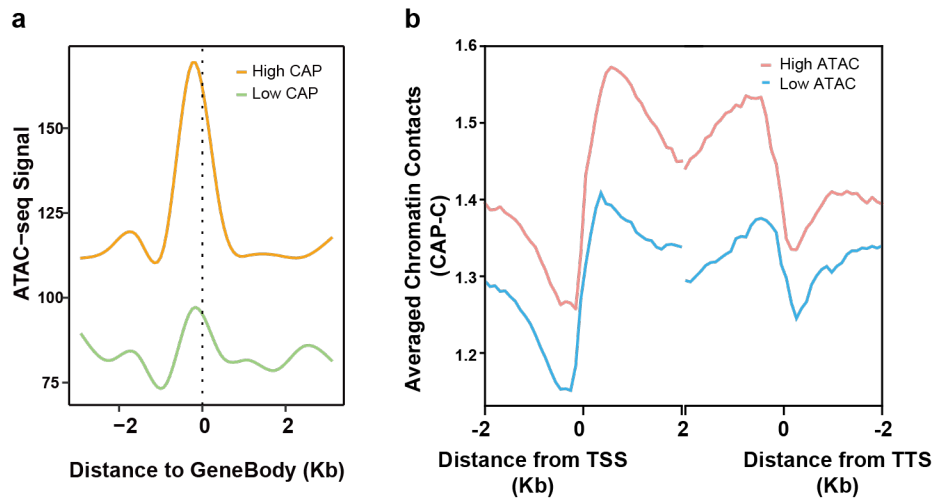 a
ATAC−seq Signal
150
125
100
75
High CAP
Low CAP
−2
0
2
Distance to GeneBody (Kb)
b
Averaged Chromatin Contacts
(CAP-C)
1.6
1.5
1.4
1.3
1.2
High ATAC
Low ATAC
-2
0
2
0
-2
Distance from TSS
(Kb)
Distance from TTS
(Kb)